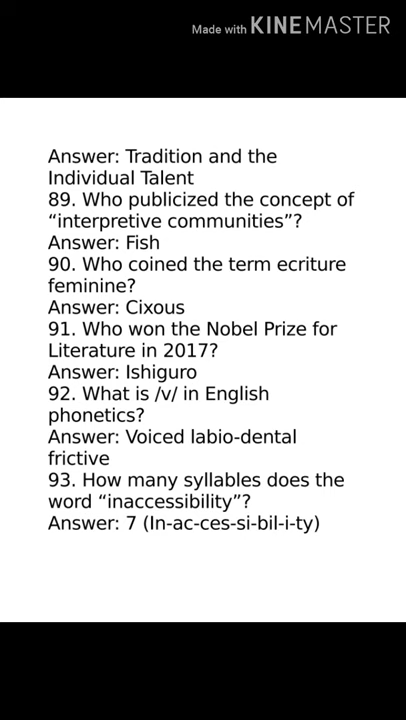 Made with KINEMASTER
Answer: Tradition and the
Individual Talent
89. Who publicized the concept of
“interpretive communities”?
Answer: Fish
90. Who coined the term ecriture
feminine?
Answer: Cixous
91. Who won the Nobel Prize for
Literature in 2017?
Answer: Ishiguro
92. What is /v/ in English
phonetics?
Answer: Voiced labio-dental
frictive
93. How many syllables does the
word “inaccessibility”?
Answer: 7 (In-ac-ces-si-bil-i-ty)